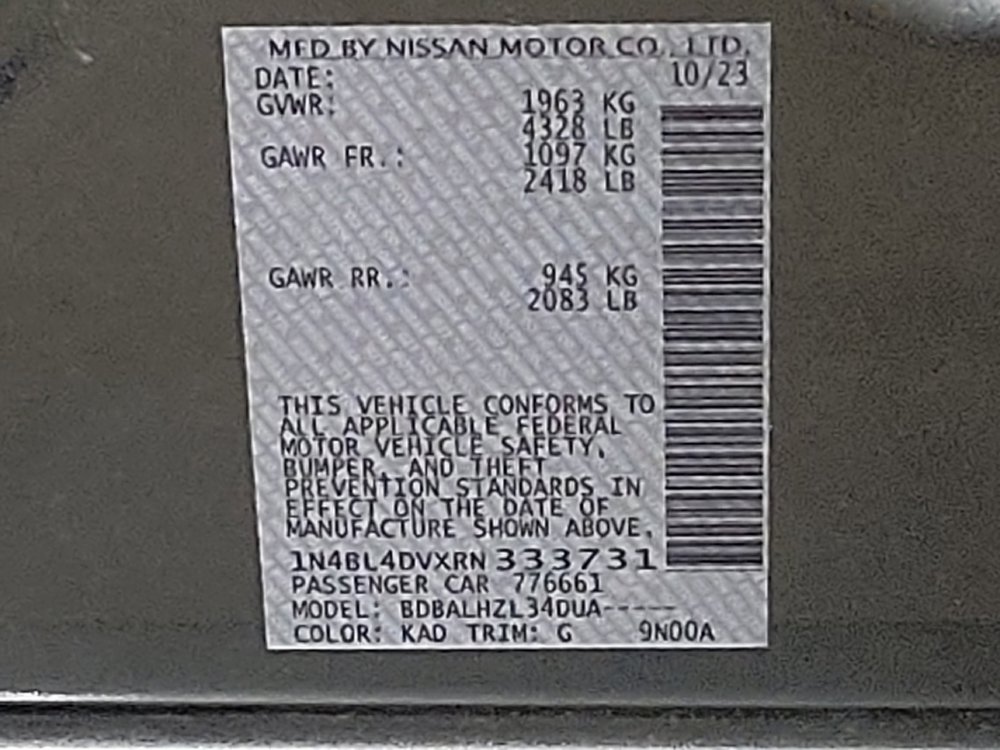 MFD BY NISSAN MOTOR CO., LTD.
DATE: 10/23
GVWR: 1963 KG
4328 LB
GAWR FR.: 1097 KG
2418 LB
GAWR RR.: 945 KG
2083 LB
THIS VEHICLE CONFORMS TO
ALL APPLICABLE FEDERAL
MOTOR VEHICLE SAFETY,
BUMPER, AND THEFT
PREVENTION STANDARDS IN
EFFECT ON THE DATE OF
MANUFACTURE SHOWN ABOVE.
1N4BL4DVXRN 333731
PASSENGER CAR 776661
MODEL: BDBALHZL34DUA-----
COLOR: KAD TRIM: G 9N00A